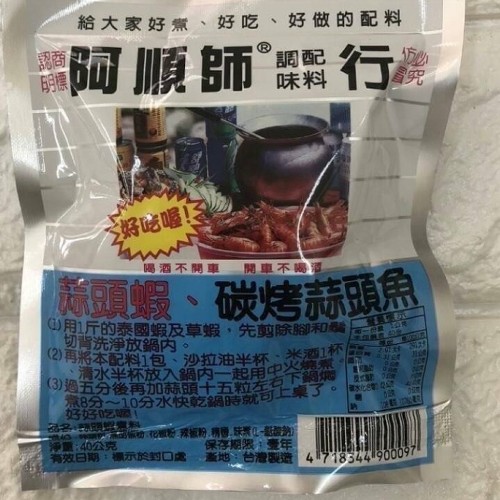 給大家好煮、好吃、好做的配料
認明 商標 阿順師® 調味 配料 行 仿冒 必究
好吃喔！
喝酒不開車 開車不喝酒
蒜頭蝦、碳烤蒜頭魚
(1)用1斤的泰國蝦及草蝦，先剪除腳和鬚
切背洗淨放鍋內。
(2)再將本配料1包、沙拉油半杯、米酒1杯
清水半杯放入鍋內一起用中火燒煮
(3)過五分後再加蒜頭十五粒左右下鍋燜
煮8分～10分水快乾鍋時就可上桌了。
好好吃喔！
品名：蒜頭蝦
淨重：40公克 保存期限：壹年
有效日期：標示於封口處 產地：台灣製造
4 718344 900097